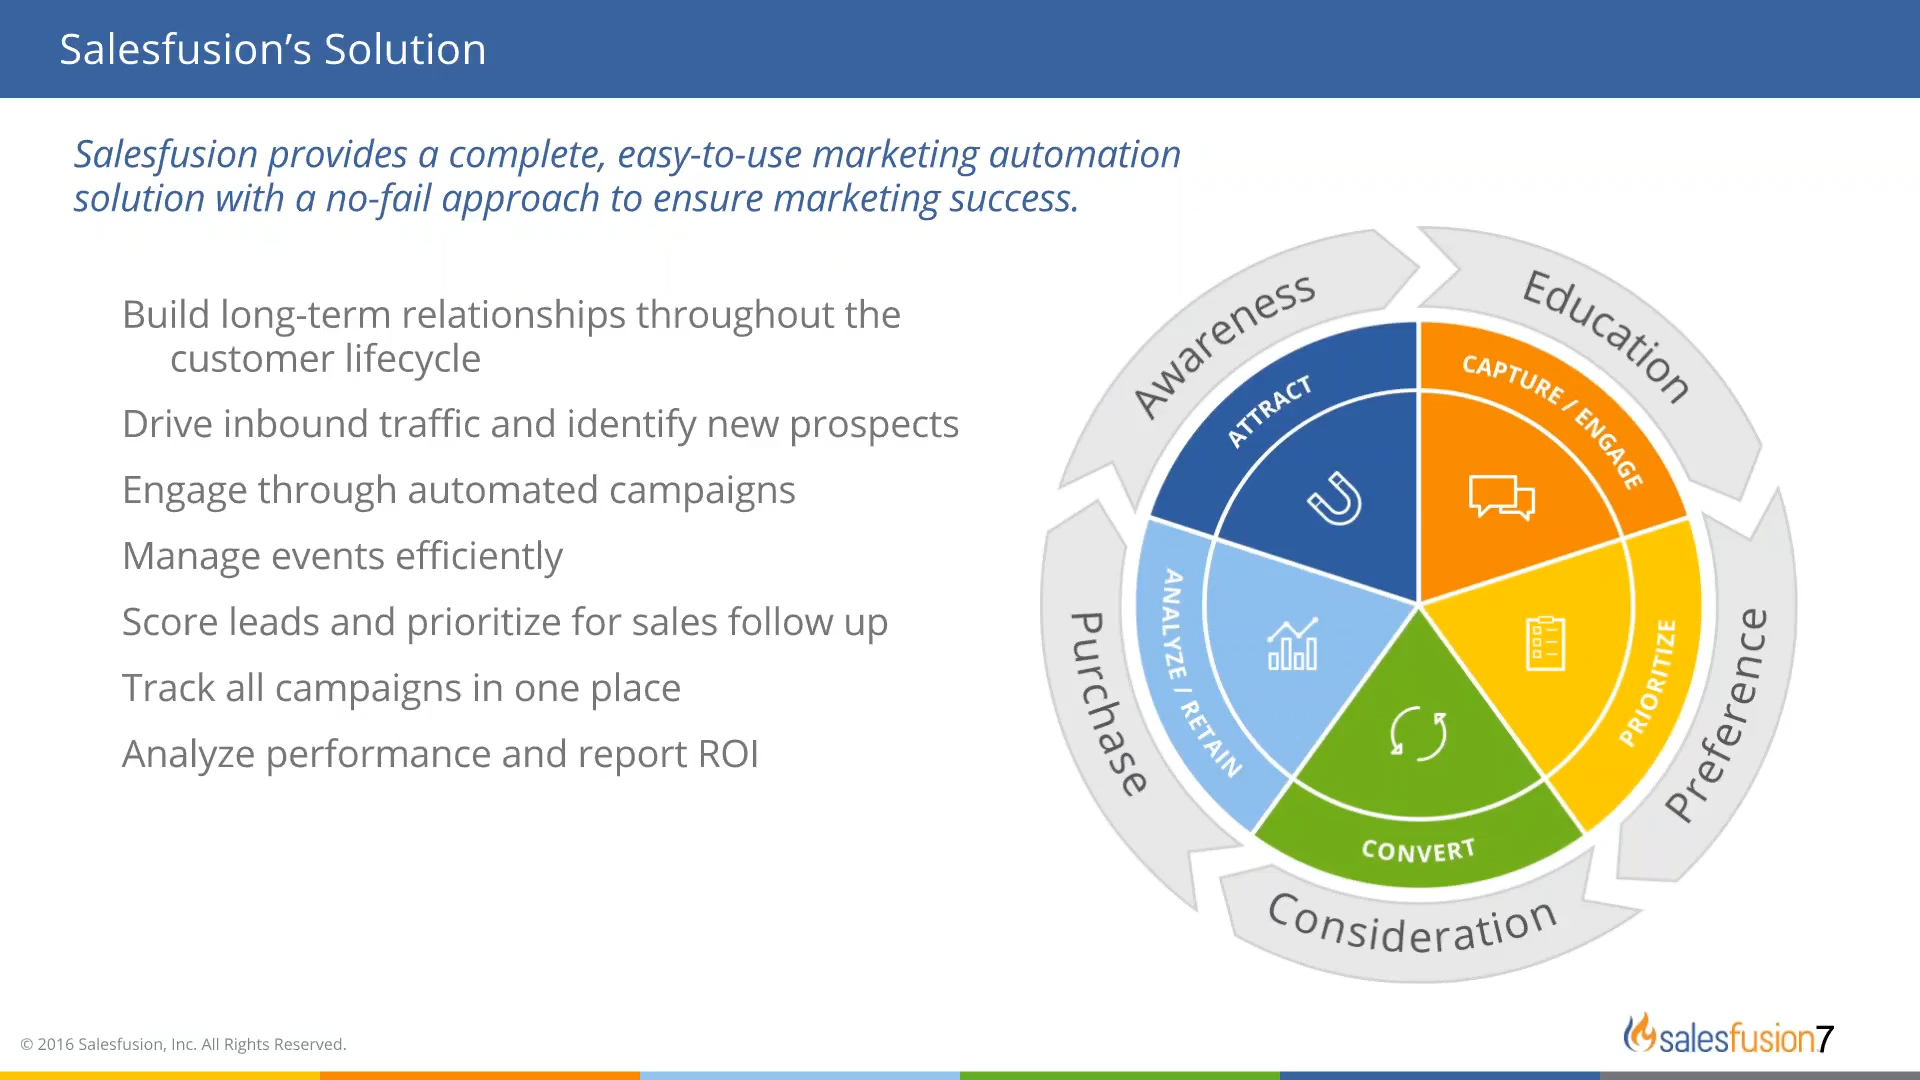 Salesfusion’s Solution
Salesfusion provides a complete, easy-to-use marketing automation
solution with a no-fail approach to ensure marketing success.
Build long-term relationships throughout the
customer lifecycle
Drive inbound traffic and identify new prospects
Engage through automated campaigns
Manage events efficiently
Score leads and prioritize for sales follow up
Track all campaigns in one place
Analyze performance and report ROI
Awareness
Education
Preference
Consideration
Purchase
ATTRACT
CAPTURE / ENGAGE
PRIORITIZE
CONVERT
ANALYZE / RETAIN
© 2016 Salesfusion, Inc. All Rights Reserved.
salesfusion
7